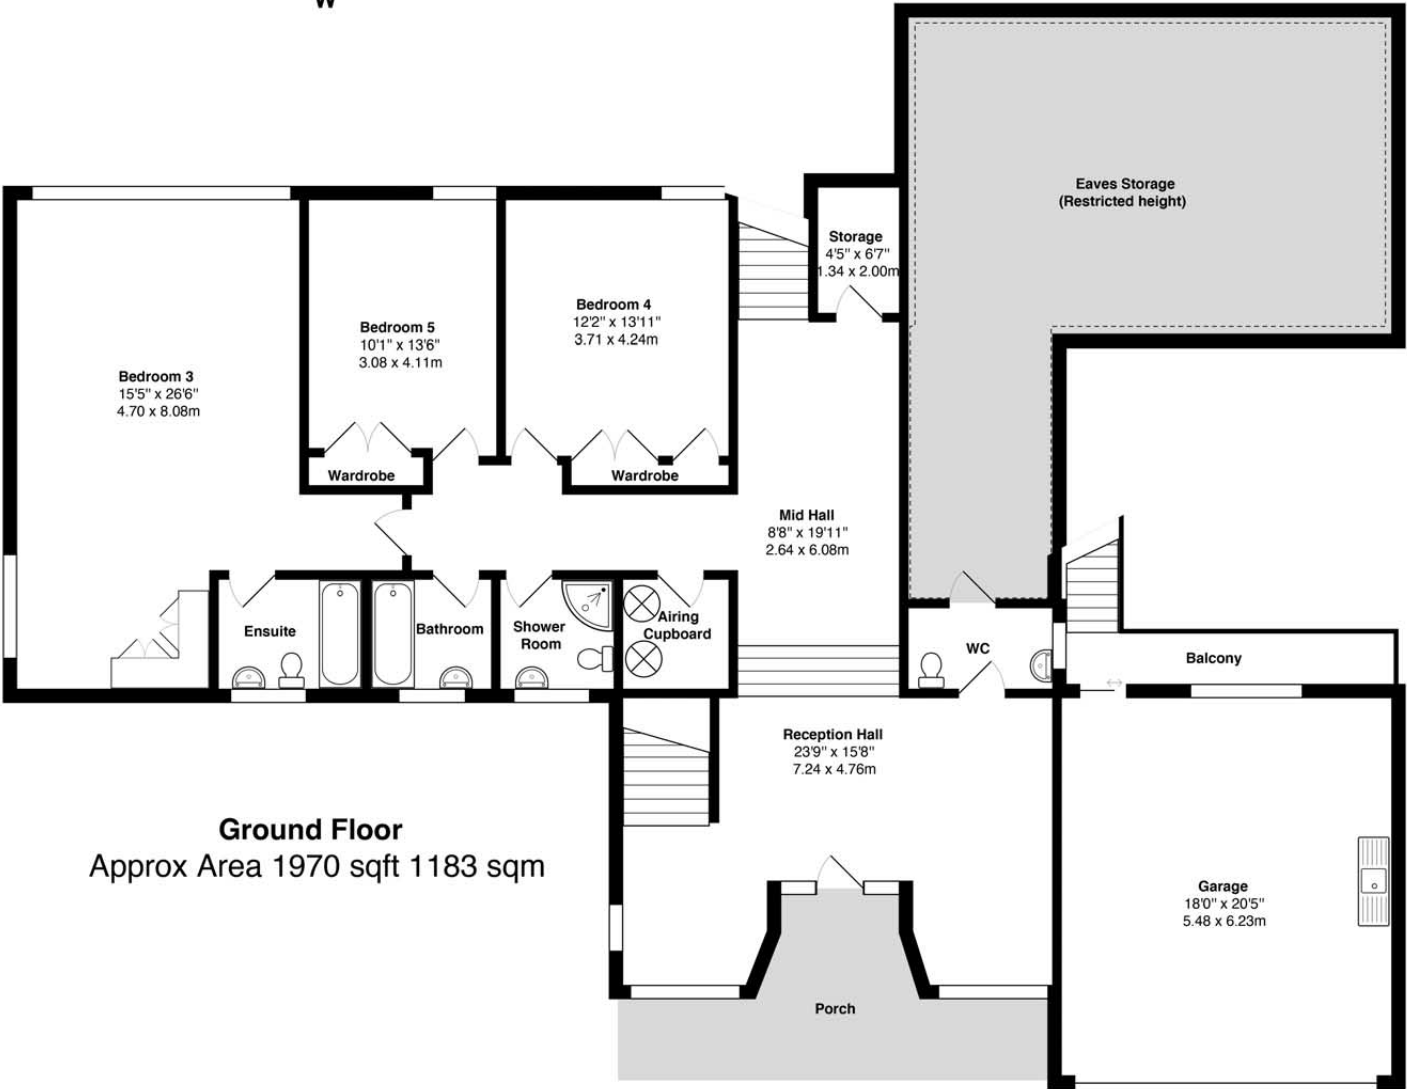 W
Eaves Storage
(Restricted height)
Storage
4'5" x 6'7"
1.34 x 2.00m
Bedroom 4
12'2" x 13'11"
3.71 x 4.24m
Bedroom 5
10'1" x 13'6"
3.08 x 4.11m
Bedroom 3
15'5" x 26'6"
4.70 x 8.08m
Wardrobe
Wardrobe
Mid Hall
8'8" x 19'11"
2.64 x 6.08m
Ensuite
Bathroom
Shower
Room
Airing
Cupboard
WC
Balcony
Reception Hall
23'9" x 15'8"
7.24 x 4.76m
Ground Floor
Approx Area 1970 sqft 1183 sqm
Garage
18'0" x 20'5"
5.48 x 6.23m
Porch